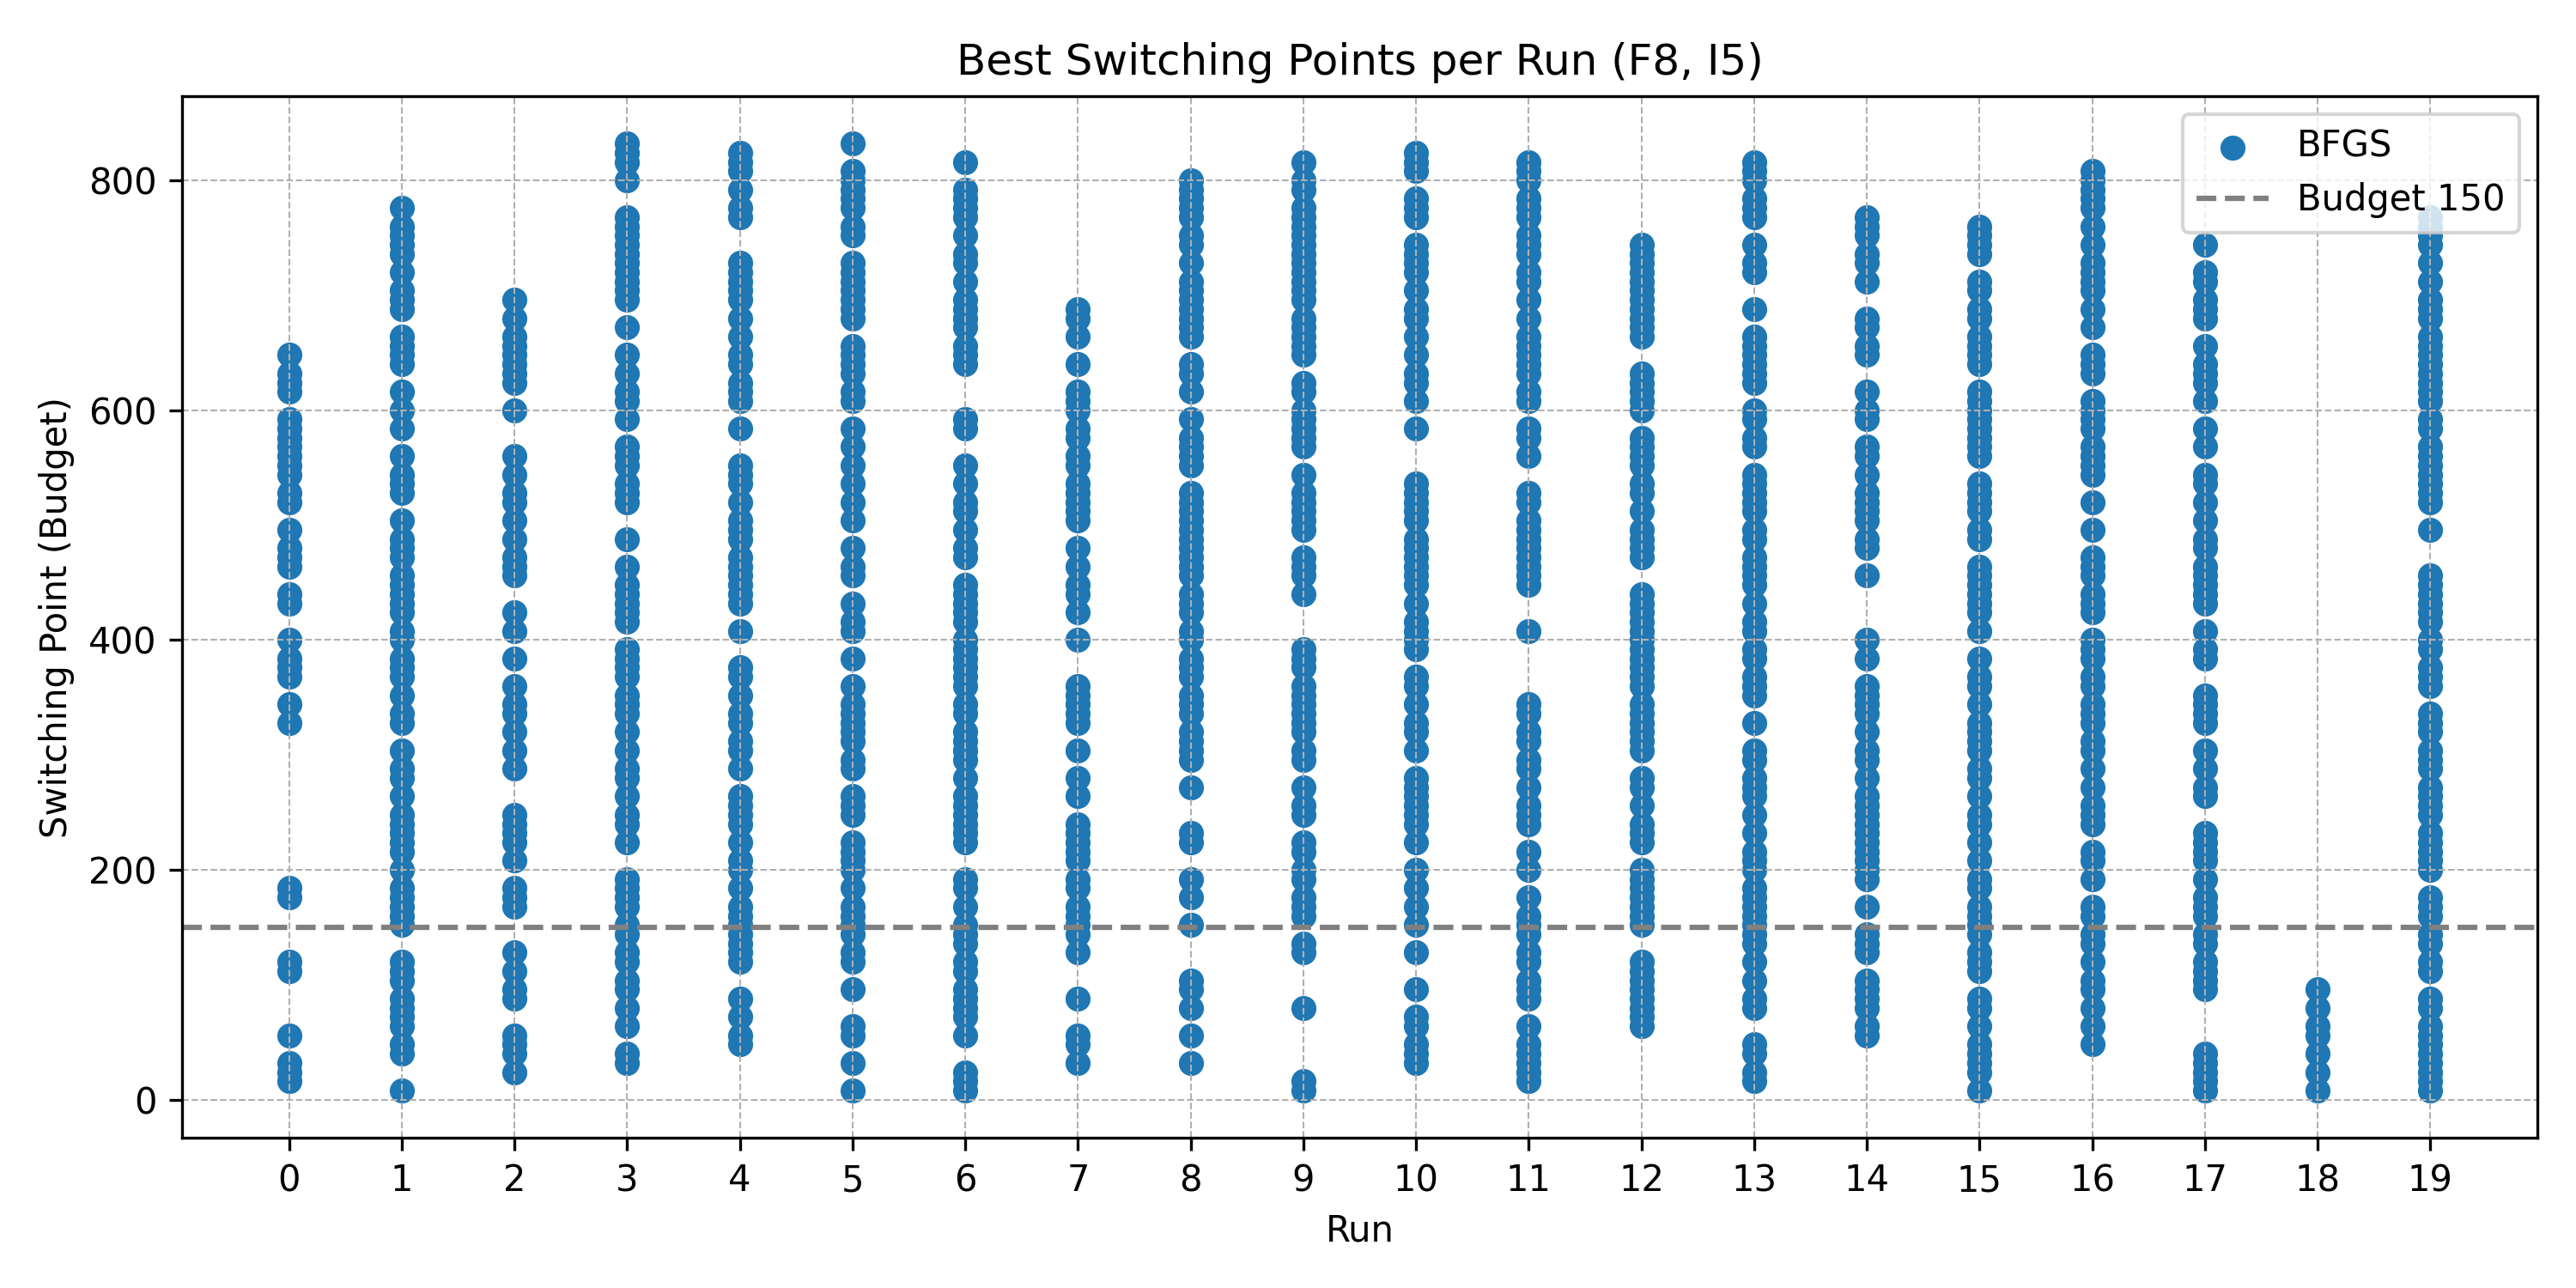 Best Switching Points per Run (F8, I5)
BFGS
Budget 150
Switching Point (Budget)
800
600
400
200
0
0 1 2 3 4 5 6 7 8 9 10 11 12 13 14 15 16 17 18 19
Run